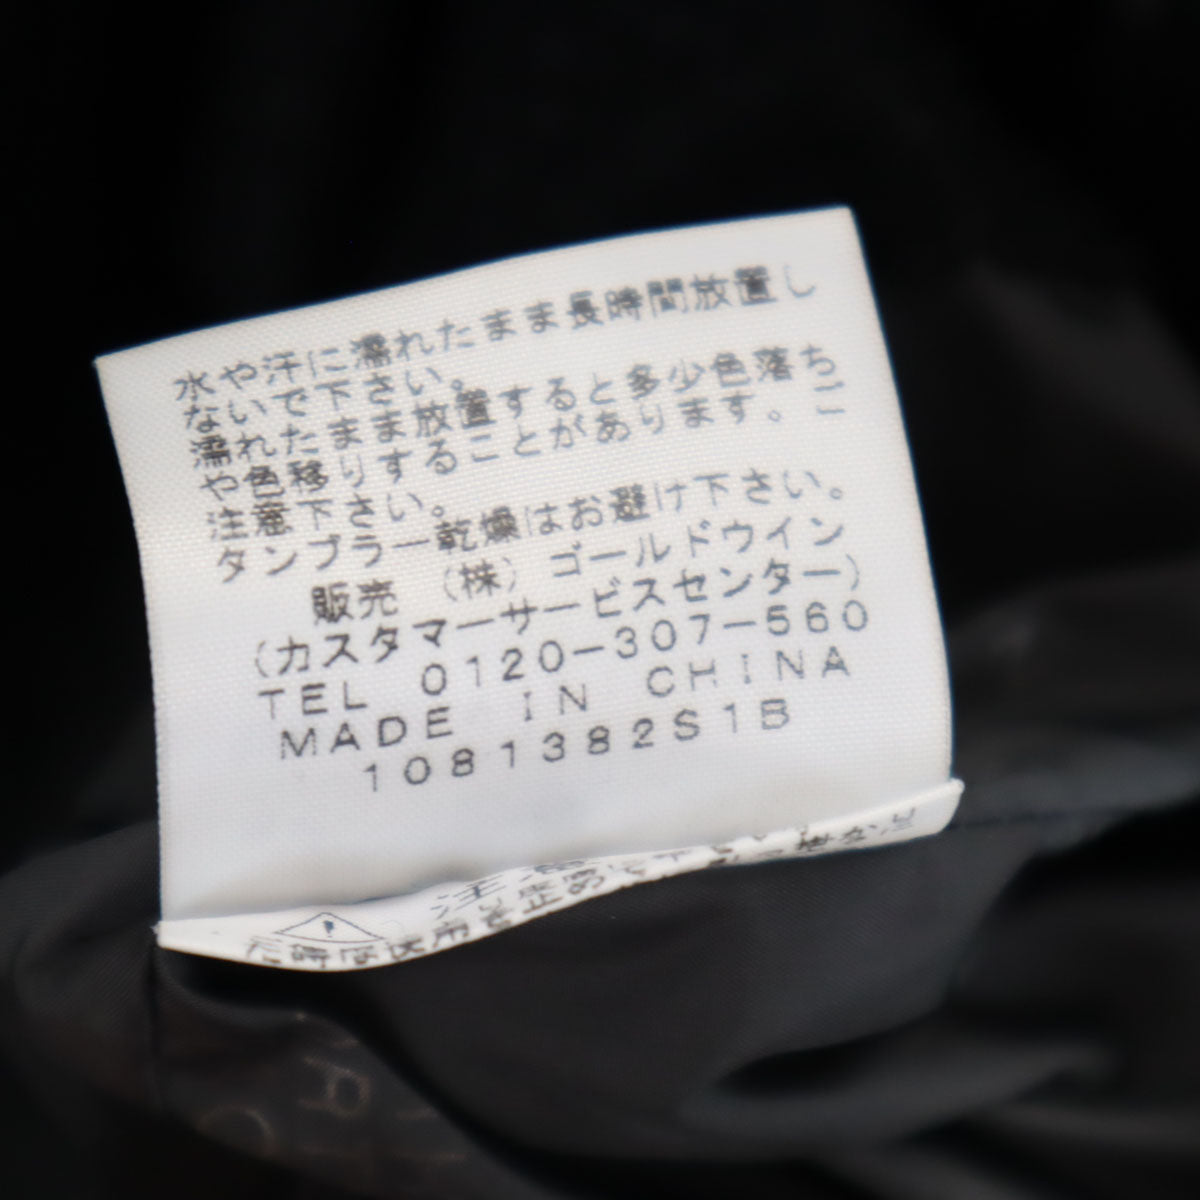 水や汗に濡れたまま長時間放置し
ないで下さい。
濡れたまま放置すると多少色落ち
や色移りすることがあります。ご
注意下さい。
タンブラー乾燥はお避け下さい。
販売 (株) ゴールドウイン
(カスタマーサービスセンター)
TEL 0120-307-560
MADE IN CHINA
1081382S1B